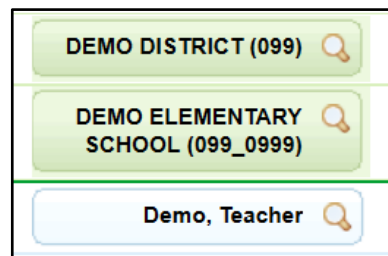 DEMO DISTRICT (099)
DEMO ELEMENTARY
SCHOOL (099_0999)
Demo, Teacher